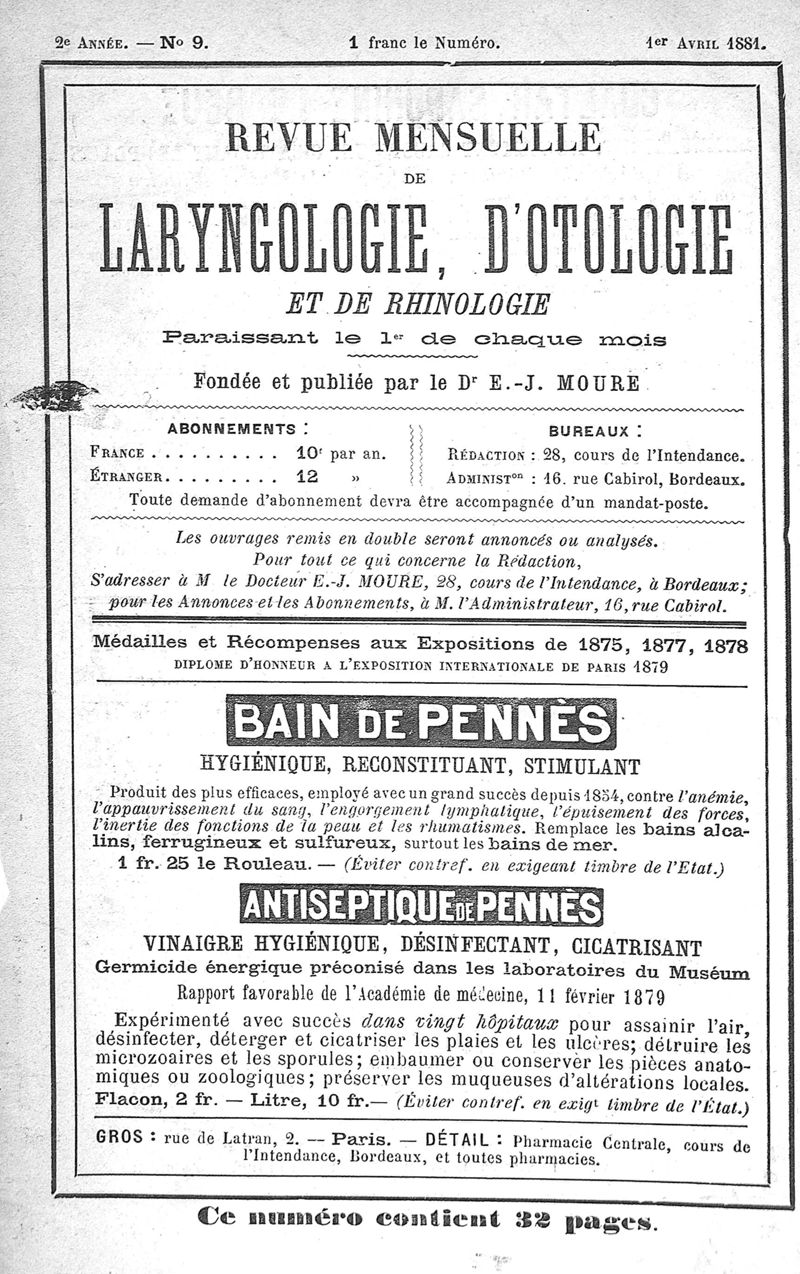 2e ANNÉE. — No 9.
1 franc le Numéro.
1er AVRIL 1881.
REVUE MENSUELLE
DE
LARYNGOLOGIE, D'OTOLOGIE
ET DE RHINOLOGIE
Paraissant le 1er de chaque mois
Fondée et publiée par le Dr E.-J. MOURE
ABONNEMENTS :
FRANCE . . . . . . . . . . 10f par an.
ÉTRANGER. . . . . . . . . 12 »
BUREAUX :
RÉDACTION : 28, cours de l'Intendance.
ADMINISTon : 16. rue Cabirol, Bordeaux.
Toute demande d'abonnement devra être accompagnée d'un mandat-poste.
Les ouvrages remis en double seront annoncés ou analysés.
Pour tout ce qui concerne la Rédaction,
S'adresser à M le Docteur E.-J. MOURE, 28, cours de l'Intendance, à Bordeaux;
pour les Annonces et les Abonnements, à M. l'Administrateur, 16, rue Cabirol.
Médailles et Récompenses aux Expositions de 1875, 1877, 1878
DIPLOME D'HONNEUR A L'EXPOSITION INTERNATIONALE DE PARIS 1879
BAIN DE PENNÈS
HYGIÉNIQUE, RECONSTITUANT, STIMULANT
Produit des plus efficaces, employé avec un grand succès depuis 1854, contre l'anémie,
l'appauvrissement du sang, l'engorgement lymphatique, l'épuisement des forces,
l'inertie des fonctions de la peau et les rhumatismes. Remplace les bains alca-
lins, ferrugineux et sulfureux, surtout les bains de mer.
1 fr. 25 le Rouleau. — (Éviter contref. en exigeant timbre de l'Etat.)
ANTISEPTIQUE DE PENNÈS
VINAIGRE HYGIÉNIQUE, DÉSINFECTANT, CICATRISANT
Germicide énergique préconisé dans les laboratoires du Muséum
Rapport favorable de l'Académie de médecine, 11 février 1879
Expérimenté avec succès dans vingt hôpitaux pour assainir l'air,
désinfecter, déterger et cicatriser les plaies et les ulcères; détruire les
microzoaires et les sporules; embaumer ou conserver les pièces anato-
miques ou zoologiques; préserver les muqueuses d'altérations locales.
Flacon, 2 fr. — Litre, 10 fr.— (Éviter contref. en exigt timbre de l'État.)
GROS : rue de Latran, 2. — Paris. — DÉTAIL : Pharmacie Centrale, cours de
l'Intendance, Bordeaux, et toutes pharmacies.
Ce numéro contient 32 pages.